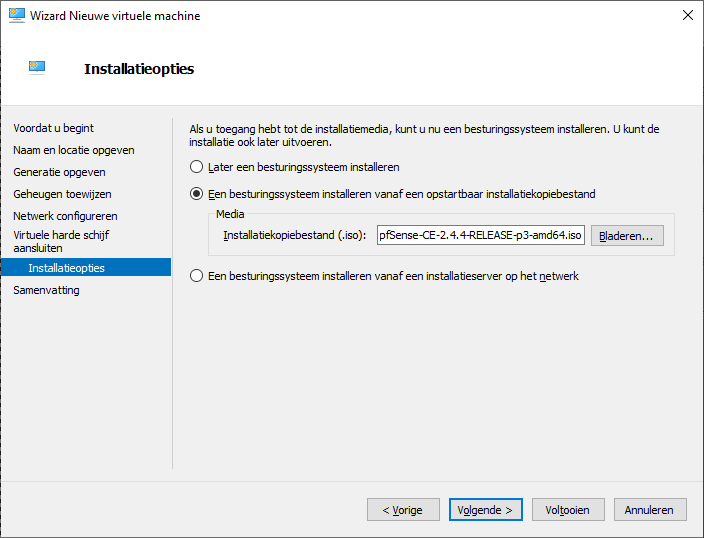 Wizard Nieuwe virtuele machine
Installatieopties
Voordat u begint
Naam en locatie opgeven
Generatie opgeven
Geheugen toewijzen
Netwerk configureren
Virtuele harde schijf
aansluiten
Installatieopties
Samenvatting
Als u toegang hebt tot de installatiemedia, kunt u nu een besturingssysteem installeren. U kunt de
installatie ook later uitvoeren.
Later een besturingssysteem installeren
Een besturingssysteem installeren vanaf een opstartbaar installatiekopiebestand
Media
Installatiekopiebestand (.iso):
pfSense-CE-2.4.4-RELEASE-p3-amd64.iso
Bladeren...
Een besturingssysteem installeren vanaf een installatieserver op het netwerk
< Vorige
Volgende >
Voltooien
Annuleren